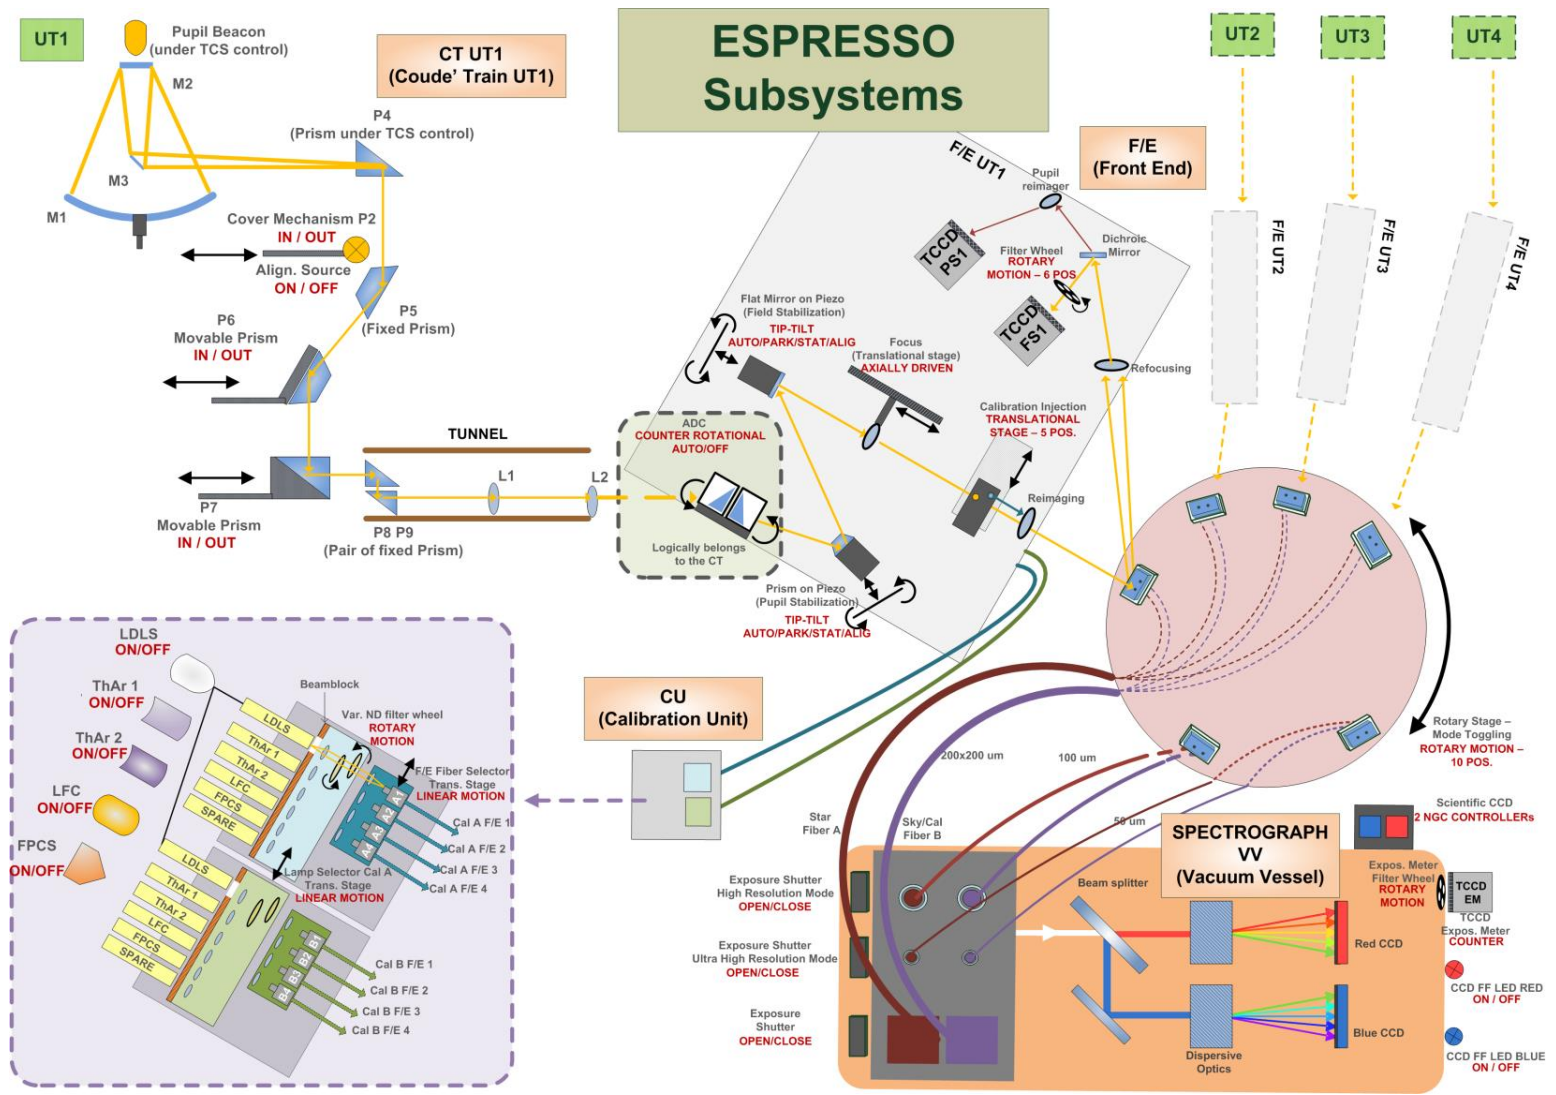 UT1
Pupil Beacon
(under TCS control)
M2
M3
M1
CT UT1
(Coude' Train UT1)
P4
(Prism under TCS control)
Cover Mechanism P2
IN / OUT
Align. Source
ON / OFF
P5
(Fixed Prism)
P6
Movable Prism
IN / OUT
P7
Movable Prism
IN / OUT
TUNNEL
L1
L2
P8 P9
(Pair of fixed Prism)
ESPRESSO
Subsystems
F/E
(Front End)
UT2
UT3
UT4
F/E UT2
F/E UT3
F/E UT4
F/E UT1
Pupil
reimager
TCCD
PS1
Dichroic
Mirror
Filter Wheel
ROTARY
MOTION – 6 POS
TCCD
FS1
Refocusing
Flat Mirror on Piezo
(Field Stabilization)
TIP-TILT
AUTO/PARK/STAT/ALIG
Focus
(Translational stage)
AXIALLY DRIVEN
Calibration Injection
TRANSLATIONAL
STAGE – 5 POS.
Reimaging
ADC
COUNTER ROTATIONAL
AUTO/OFF
Logically belongs
to the CT
Prism on Piezo
(Pupil Stabilization)
TIP-TILT
AUTO/PARK/STAT/ALIG
Rotary Stage –
Mode Toggling
ROTARY MOTION –
10 POS.
CU
(Calibration Unit)
LDLS
ON/OFF
ThAr 1
ON/OFF
ThAr 2
ON/OFF
LFC
ON/OFF
FPCS
ON/OFF
Beamblock
Var. ND filter wheel
ROTARY
MOTION
F/E Fiber Selector
Trans. Stage
LINEAR MOTION
LDLS
ThAr 1
ThAr 2
LFC
FPCS
SPARE
A1
A2
A3
A4
Cal A F/E 1
Cal A F/E 2
Cal A F/E 3
Cal A F/E 4
Lamp Selector Cal A
Trans. Stage
LINEAR MOTION
LDLS
ThAr 1
ThAr 2
LFC
FPCS
SPARE
B1
B2
B3
B4
Cal B F/E 1
Cal B F/E 2
Cal B F/E 3
Cal B F/E 4
200x200 um
100 um
50 um
Star
Fiber A
Sky/Cal
Fiber B
SPECTROGRAPH
VV
(Vacuum Vessel)
Exposure Shutter
High Resolution Mode
OPEN/CLOSE
Exposure Shutter
Ultra High Resolution Mode
OPEN/CLOSE
Exposure
Shutter
OPEN/CLOSE
Beam splitter
Dispersive
Optics
Red CCD
Blue CCD
Scientific CCD
2 NGC CONTROLLERs
Expos. Meter
Filter Wheel
ROTARY
MOTION
TCCD
EM
TCCD
Expos. Meter
COUNTER
CCD FF LED RED
ON / OFF
CCD FF LED BLUE
ON / OFF